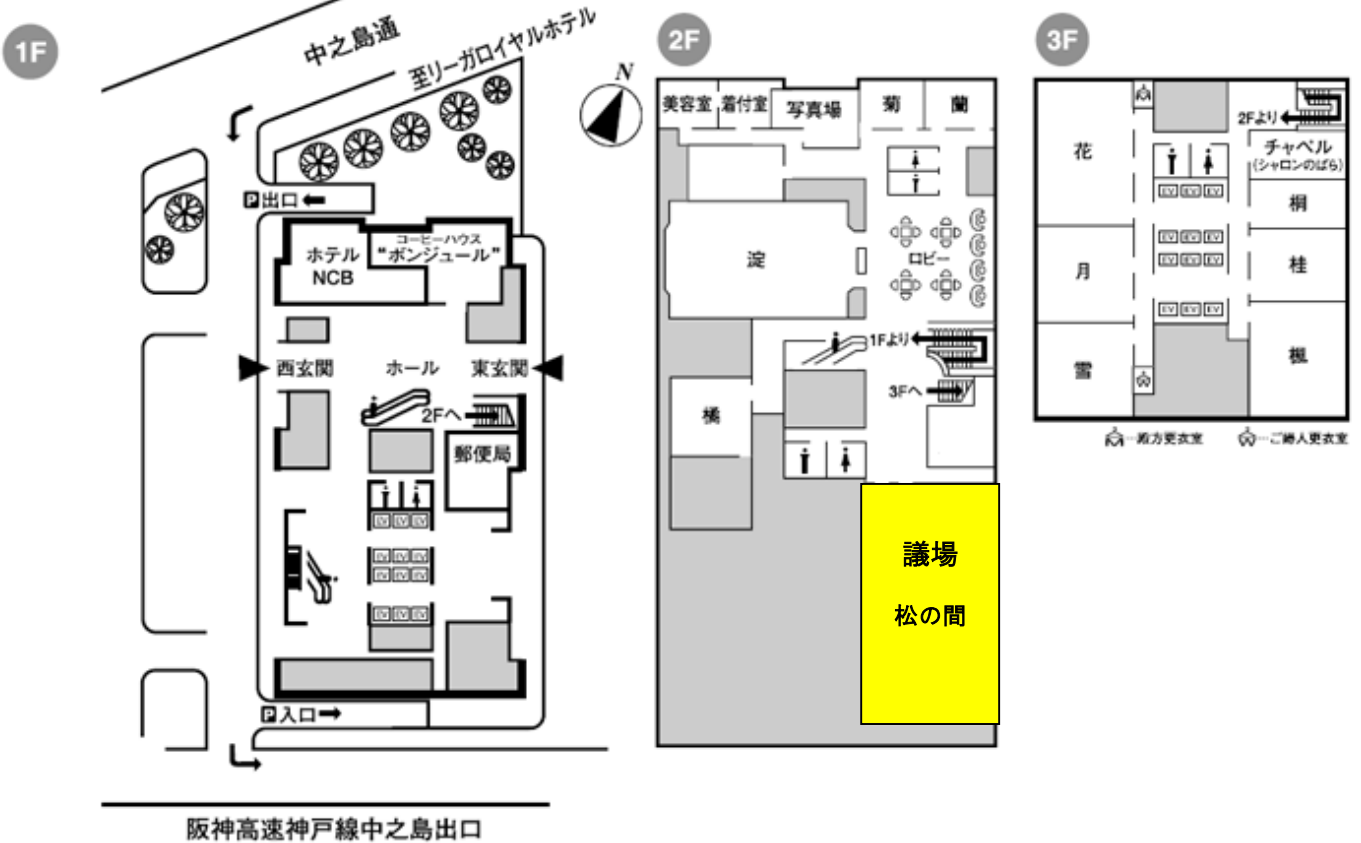 1F
中之島通
至リーガロイヤルホテル
N
P出口
ホテル
NCB
コーヒーハウス
“ボンジュール”
西玄関
ホール
東玄関
2Fへ
郵便局
EV EV EV
EV EV EV
EV EV EV
EV EV EV
P入口
阪神高速神戸線中之島出口
2F
美容室
着付室
写真場
菊
蘭
淀
ロビー
1Fより
3Fへ
橘
議場
松の間
3F
花
2Fより
チャペル
(シャロンのばら)
EV EV EV
桐
EV EV EV
EV EV EV
月
桂
EV EV EV
雪
楓
…殿方更衣室
…ご婦人更衣室